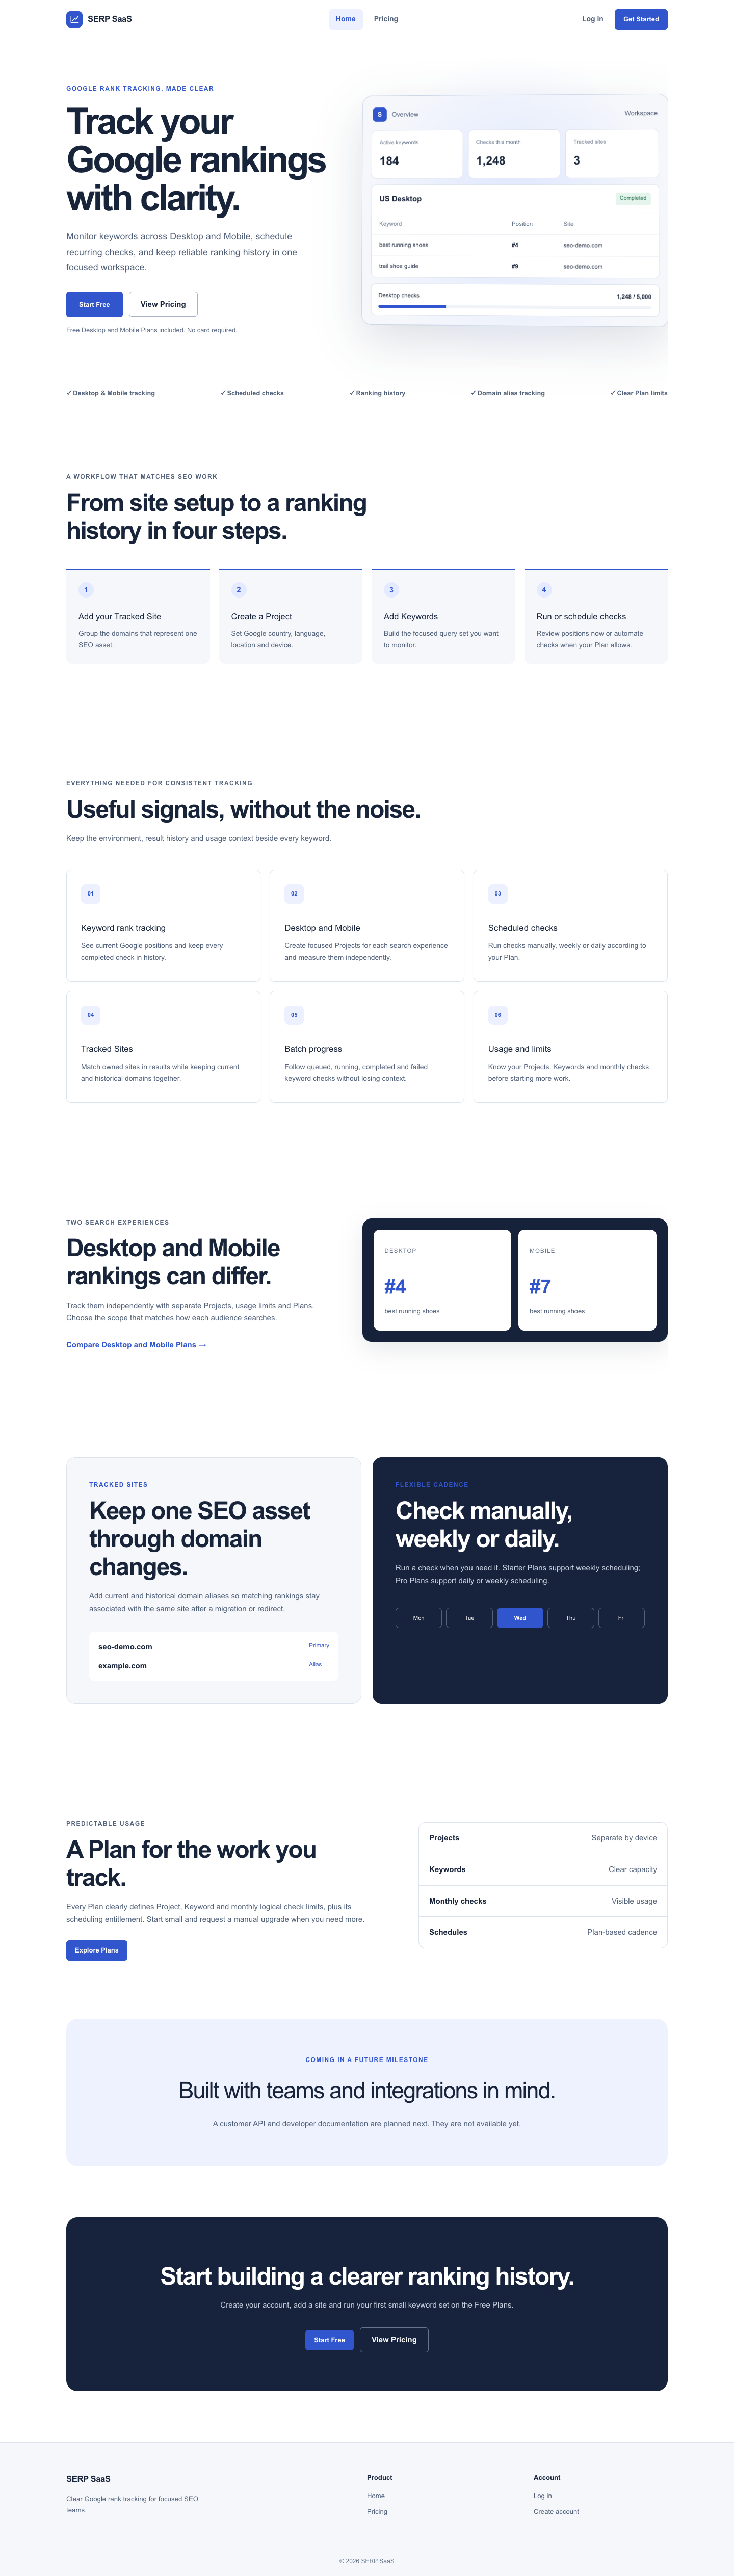 SERP SaaS
Home
Pricing
Log in
Get Started
GOOGLE RANK TRACKING, MADE CLEAR
Track your
Google rankings
with clarity.
Monitor keywords across Desktop and Mobile, schedule
recurring checks, and keep reliable ranking history in one
focused workspace.
Start Free
View Pricing
Free Desktop and Mobile Plans included. No card required.
S
Overview
Workspace
Active keywords
184
Checks this month
1,248
Tracked sites
3
US Desktop
Completed
Keyword
Position
Site
best running shoes
#4
seo-demo.com
trail shoe guide
#9
seo-demo.com
Desktop checks
1,248 / 5,000
✓ Desktop & Mobile tracking
✓ Scheduled checks
✓ Ranking history
✓ Domain alias tracking
✓ Clear Plan limits
A WORKFLOW THAT MATCHES SEO WORK
From site setup to a ranking
history in four steps.
1
Add your Tracked Site
Group the domains that represent one
SEO asset.
2
Create a Project
Set Google country, language,
location and device.
3
Add Keywords
Build the focused query set you want
to monitor.
4
Run or schedule checks
Review positions now or automate
checks when your Plan allows.
EVERYTHING NEEDED FOR CONSISTENT TRACKING
Useful signals, without the noise.
Keep the environment, result history and usage context beside every keyword.
01
Keyword rank tracking
See current Google positions and keep every
completed check in history.
02
Desktop and Mobile
Create focused Projects for each search experience
and measure them independently.
03
Scheduled checks
Run checks manually, weekly or daily according to
your Plan.
04
Tracked Sites
Match owned sites in results while keeping current
and historical domains together.
05
Batch progress
Follow queued, running, completed and failed
keyword checks without losing context.
06
Usage and limits
Know your Projects, Keywords and monthly checks
before starting more work.
TWO SEARCH EXPERIENCES
Desktop and Mobile
rankings can differ.
Track them independently with separate Projects, usage limits and Plans.
Choose the scope that matches how each audience searches.
Compare Desktop and Mobile Plans →
DESKTOP
#4
best running shoes
MOBILE
#7
best running shoes
TRACKED SITES
Keep one SEO asset
through domain
changes.
Add current and historical domain aliases so matching rankings stay
associated with the same site after a migration or redirect.
seo-demo.com
Primary
example.com
Alias
FLEXIBLE CADENCE
Check manually,
weekly or daily.
Run a check when you need it. Starter Plans support weekly scheduling;
Pro Plans support daily or weekly scheduling.
Mon
Tue
Wed
Thu
Fri
PREDICTABLE USAGE
A Plan for the work you
track.
Every Plan clearly defines Project, Keyword and monthly logical check limits, plus its
scheduling entitlement. Start small and request a manual upgrade when you need more.
Explore Plans
Projects
Separate by device
Keywords
Clear capacity
Monthly checks
Visible usage
Schedules
Plan-based cadence
COMING IN A FUTURE MILESTONE
Built with teams and integrations in mind.
A customer API and developer documentation are planned next. They are not available yet.
Start building a clearer ranking history.
Create your account, add a site and run your first small keyword set on the Free Plans.
Start Free
View Pricing
SERP SaaS
Clear Google rank tracking for focused SEO
teams.
Product
Home
Pricing
Account
Log in
Create account
© 2026 SERP SaaS